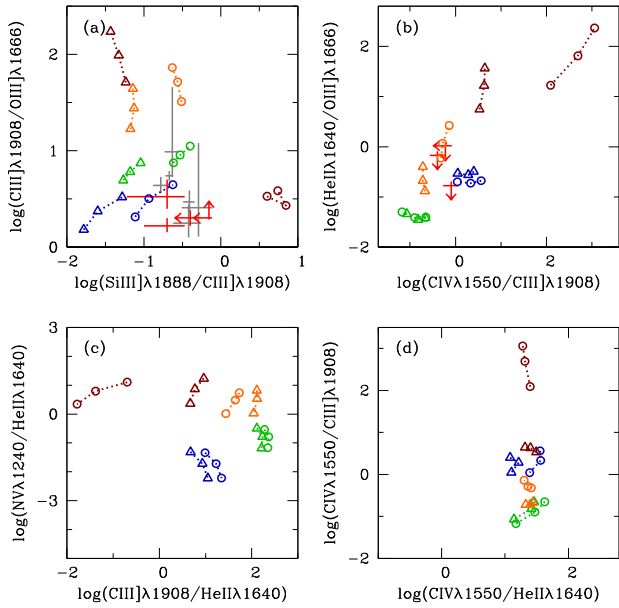 (a)
2
1
0
−2
−1
0
1
log(CIII]λ1908/OIII]λ1666)
log(SiIII]λ1888/CIII]λ1908)
(b)
2
0
−2
0
2
log(HeIIλ1640/OIII]λ1666)
log(CIVλ1550/CIII]λ1908)
(c)
3
0
−3
−2
0
2
log(NVλ1240/HeIIλ1640)
log(CIII]λ1908/HeIIλ1640)
(d)
4
2
0
−2
−2
0
2
log(CIVλ1550/CIII]λ1908)
log(CIVλ1550/HeIIλ1640)